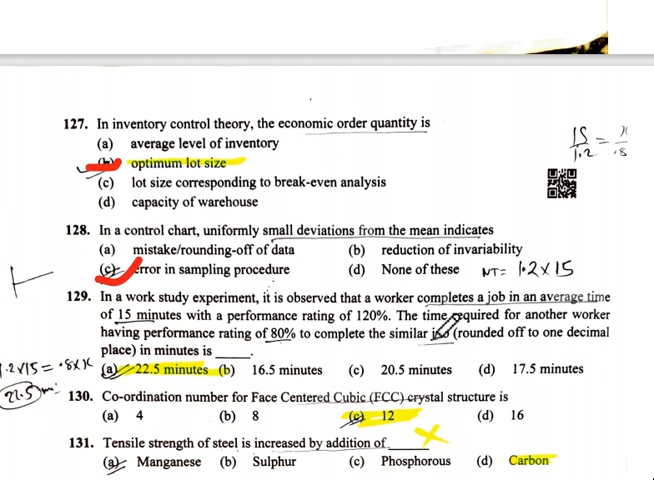 127. In inventory control theory, the economic order quantity is
(a) average level of inventory
(b) optimum lot size
(c) lot size corresponding to break-even analysis
(d) capacity of warehouse
15/1.2 = x/.8
128. In a control chart, uniformly small deviations from the mean indicates
(a) mistake/rounding-off of data (b) reduction of invariability
(c) error in sampling procedure (d) None of these
NT= 1.2 x 15
129. In a work study experiment, it is observed that a worker completes a job in an average time
of 15 minutes with a performance rating of 120%. The time required for another worker
having performance rating of 80% to complete the similar job (rounded off to one decimal
place) in minutes is _____.
1.2 x 15 = .8 x x
(a) 22.5 minutes (b) 16.5 minutes (c) 20.5 minutes (d) 17.5 minutes
22.5 min
130. Co-ordination number for Face Centered Cubic (FCC) crystal structure is
(a) 4 (b) 8 (c) 12 (d) 16
131. Tensile strength of steel is increased by addition of _____
(a) Manganese (b) Sulphur (c) Phosphorous (d) Carbon